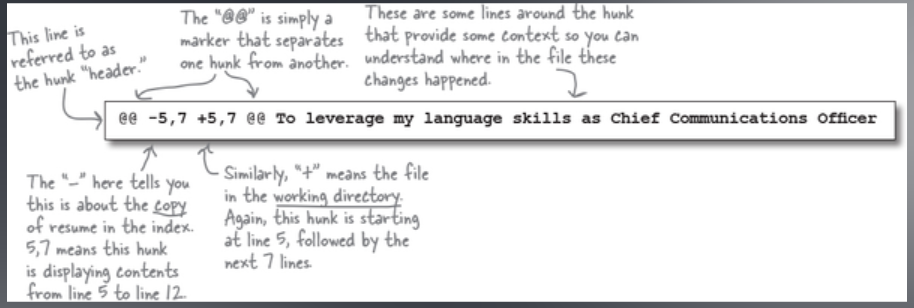 This line is
referred to as
the hunk "header."
The "@@" is simply a
marker that separates
one hunk from another.
These are some lines around the hunk
that provide some context so you can
understand where in the file these
changes happened.
@@ -5,7 +5,7 @@ To leverage my language skills as Chief Communications Officer
The "-" here tells you
this is about the copy
of resume in the index.
5,7 means this hunk
is displaying contents
from line 5 to line 12.
Similarly, "+" means the file
in the working directory.
Again, this hunk is starting
at line 5, followed by the
next 7 lines.